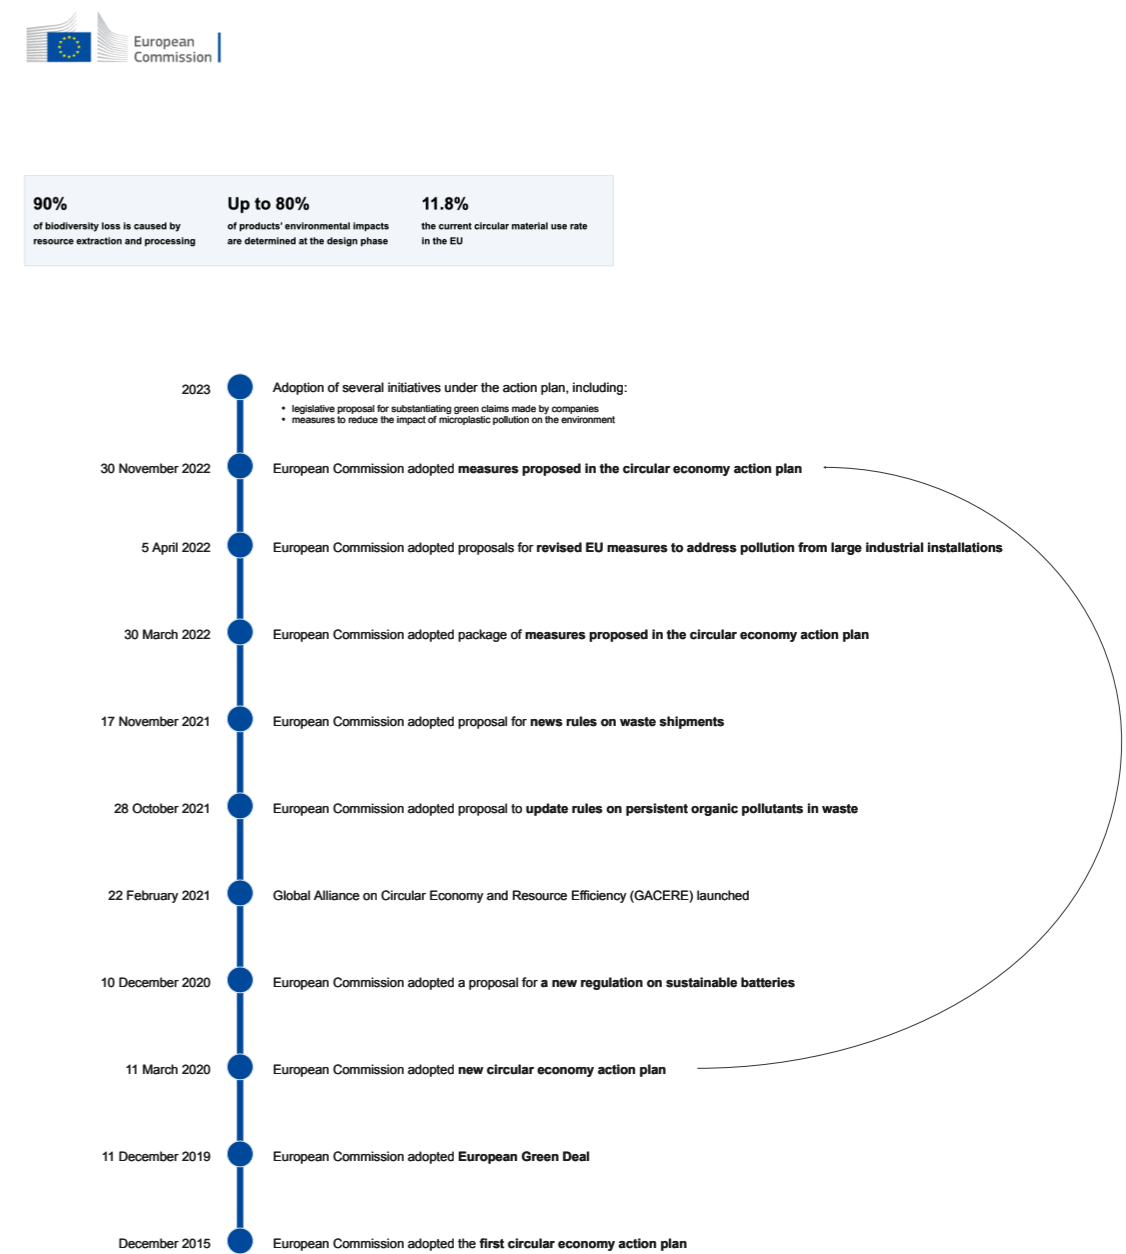 European
Commission
90%
of biodiversity loss is caused by
resource extraction and processing
Up to 80%
of products' environmental impacts
are determined at the design phase
11.8%
the current circular material use rate
in the EU
2023
Adoption of several initiatives under the action plan, including:
• legislative proposal for substantiating green claims made by companies
• measures to reduce the impact of microplastic pollution on the environment
30 November 2022
European Commission adopted measures proposed in the circular economy action plan
5 April 2022
European Commission adopted proposals for revised EU measures to address pollution from large industrial installations
30 March 2022
European Commission adopted package of measures proposed in the circular economy action plan
17 November 2021
European Commission adopted proposal for news rules on waste shipments
28 October 2021
European Commission adopted proposal to update rules on persistent organic pollutants in waste
22 February 2021
Global Alliance on Circular Economy and Resource Efficiency (GACERE) launched
10 December 2020
European Commission adopted a proposal for a new regulation on sustainable batteries
11 March 2020
European Commission adopted new circular economy action plan
11 December 2019
European Commission adopted European Green Deal
December 2015
European Commission adopted the first circular economy action plan